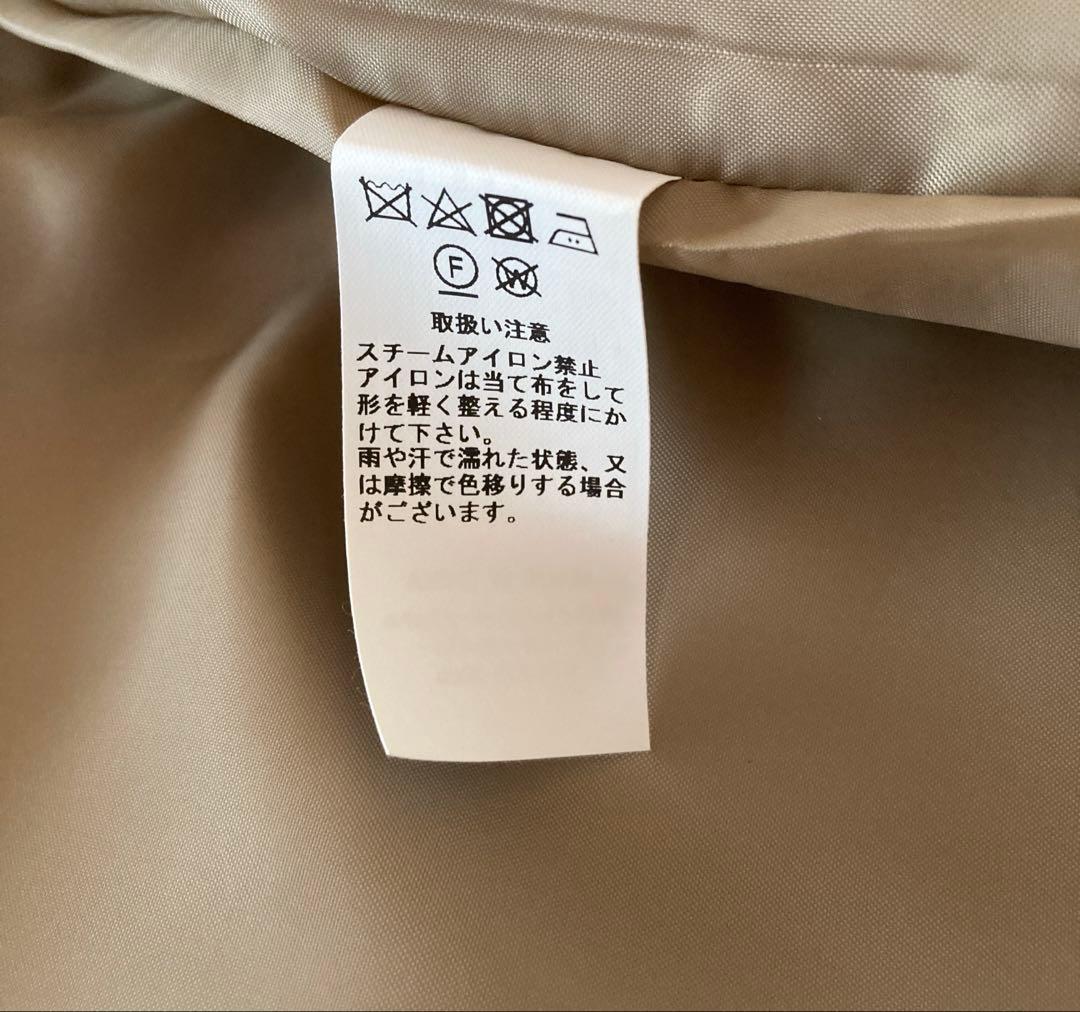 F W
取扱い注意
スチームアイロン禁止
アイロンは当て布をして
形を軽く整える程度にか
けて下さい。
雨や汗で濡れた状態、又
は摩擦で色移りする場合
がございます。